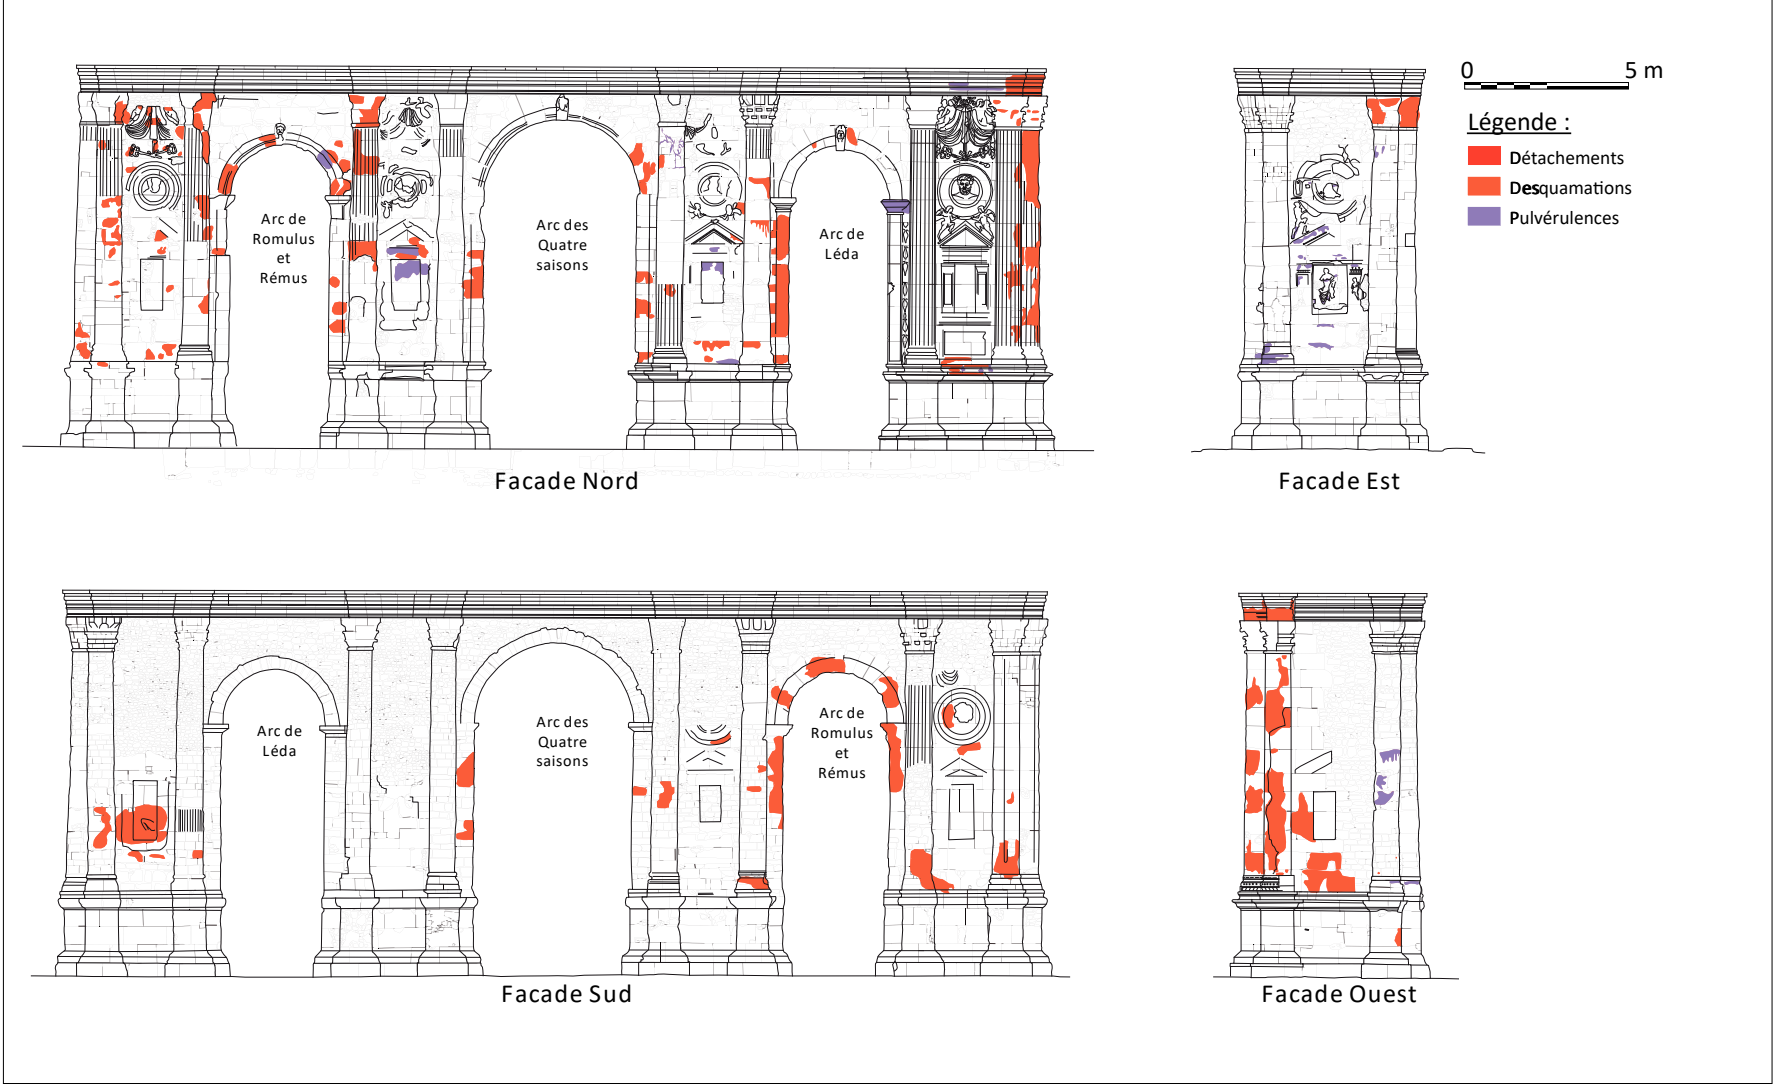 0 5 m
Légende :
Détachements
Desquamations
Pulvérulences
Arc de
Romulus
et
Rémus
Arc des
Quatre
saisons
Arc de
Léda
Facade Nord
Facade Est
Arc de
Léda
Arc des
Quatre
saisons
Arc de
Romulus
et
Rémus
Facade Sud
Facade Ouest